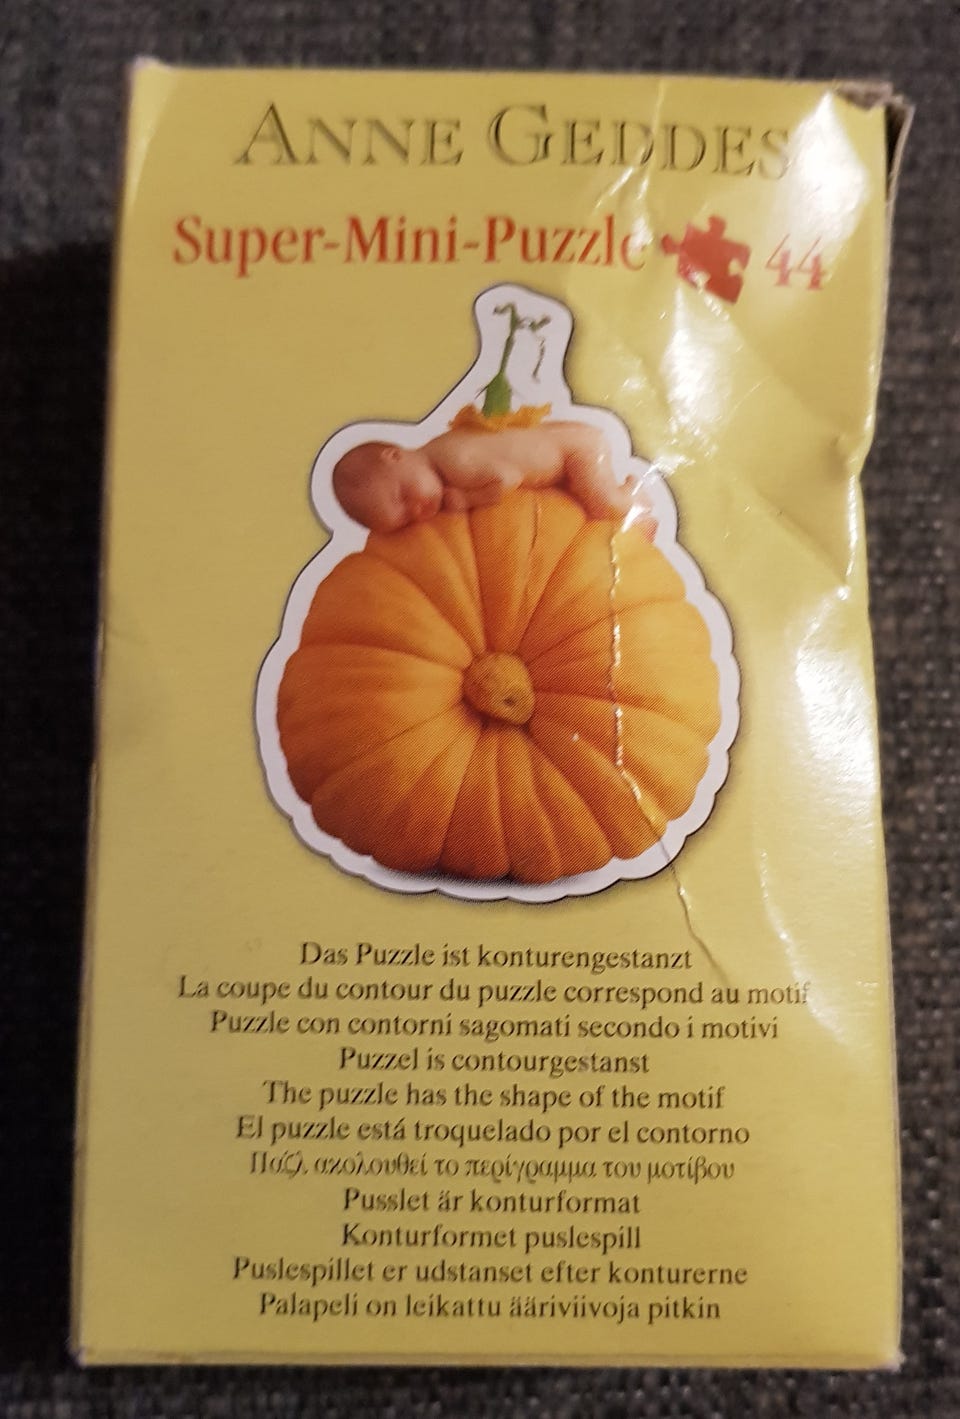 ANNE GEDDES
Super-Mini-Puzzle 44
Das Puzzle ist konturengestanzt
La coupe du contour du puzzle correspond au motif
Puzzle con contorni sagomati secondo i motivi
Puzzel is contourgestanst
The puzzle has the shape of the motif
El puzzle está troquelado por el contorno
Παζλ ακολουθεί το περίγραμμα του μοτίβου
Pusslet är konturformat
Konturformet puslespill
Puslespillet er udstanset efter konturerne
Palapeli on leikattu ääriviivoja pitkin